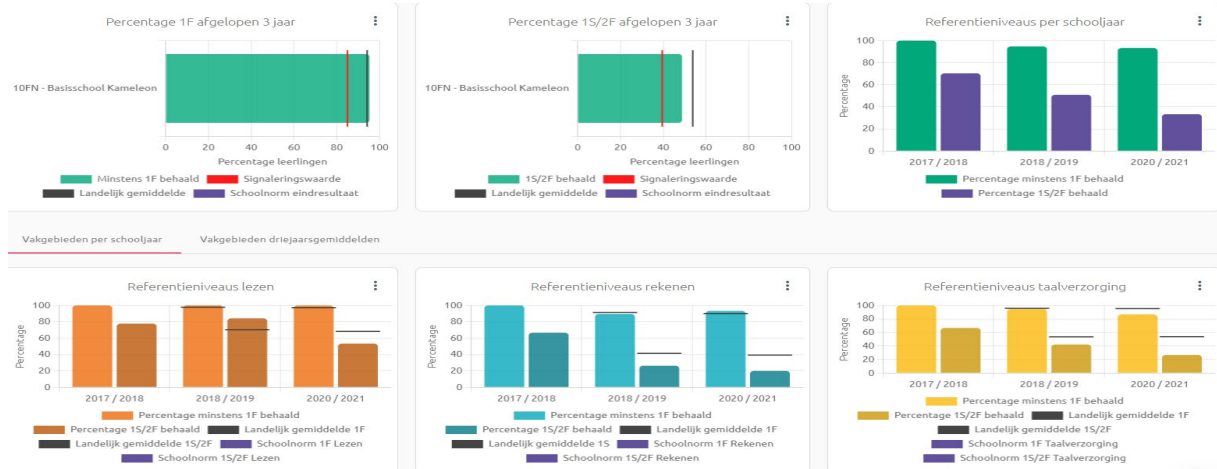 Percentage 1F afgelopen 3 jaar
10FN - Basisschool Kameleon
0 20 40 60 80 100
Percentage leerlingen
Minstens 1F behaald Signaleringswaarde
Landelijk gemiddelde Schoolnorm eindresultaat
Percentage 1S/2F afgelopen 3 jaar
10FN - Basisschool Kameleon
0 20 40 60 80 100
Percentage leerlingen
1S/2F behaald Signaleringswaarde
Landelijk gemiddelde Schoolnorm eindresultaat
Referentieniveaus per schooljaar
Percentage
100
80
60
40
20
0
2017 / 2018 2018 / 2019 2020 / 2021
Percentage minstens 1F behaald
Percentage 1S/2F behaald
Vakgebieden per schooljaar Vakgebieden driejaarsgemiddelden
Referentieniveaus lezen
Percentage
100
80
60
40
20
0
2017 / 2018 2018 / 2019 2020 / 2021
Percentage minstens 1F behaald
Percentage 1S/2F behaald Landelijk gemiddelde 1F
Landelijk gemiddelde 1S/2F Schoolnorm 1F Lezen
Schoolnorm 1S/2F Lezen
Referentieniveaus rekenen
Percentage
100
80
60
40
20
0
2017 / 2018 2018 / 2019 2020 / 2021
Percentage minstens 1F behaald
Percentage 1S/2F behaald Landelijk gemiddelde 1F
Landelijk gemiddelde 1S Schoolnorm 1F Rekenen
Schoolnorm 1S/2F Rekenen
Referentieniveaus taalverzorging
Percentage
100
80
60
40
20
0
2017 / 2018 2018 / 2019 2020 / 2021
Percentage minstens 1F behaald
Percentage 1S/2F behaald Landelijk gemiddelde 1F
Landelijk gemiddelde 1S/2F
Schoolnorm 1F Taalverzorging
Schoolnorm 1S/2F Taalverzorging